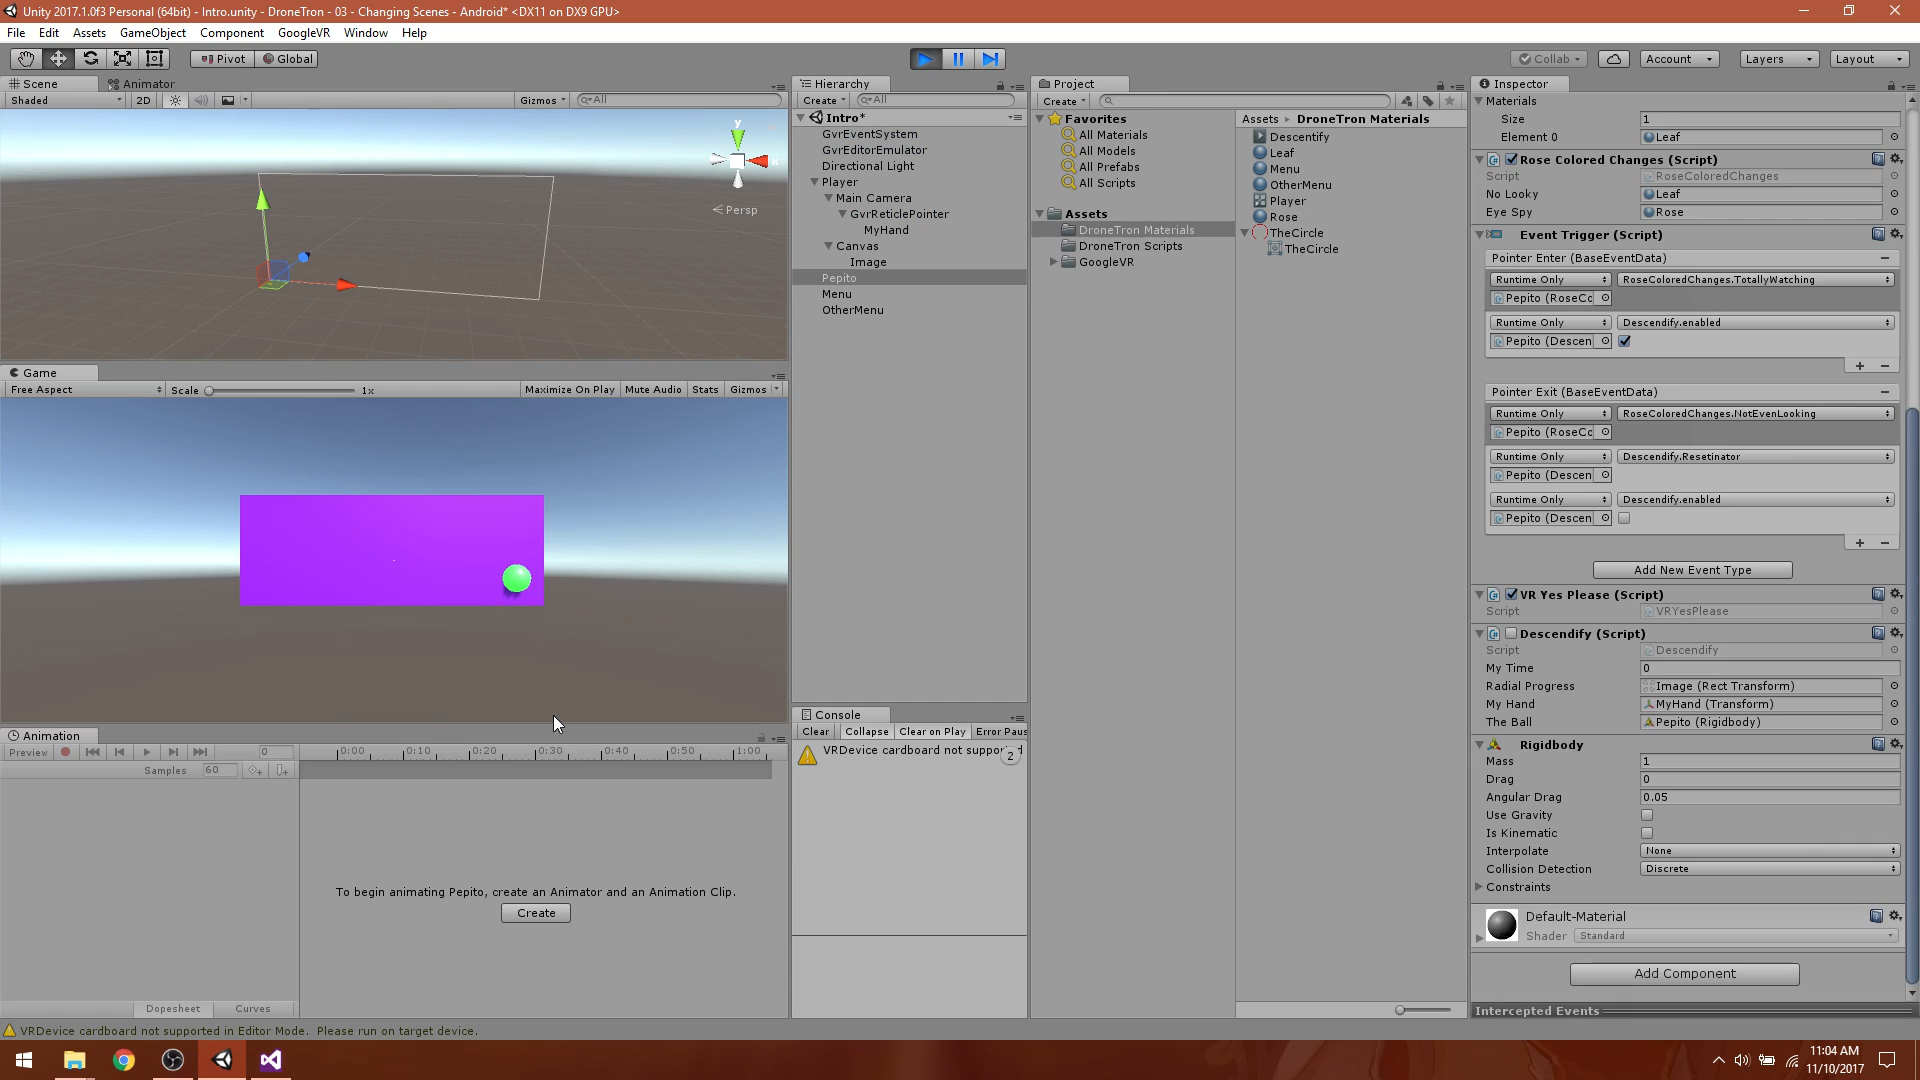 Unity 2017.1.0f3 Personal (64bit) - Intro.unity - DroneTron - 03 - Changing Scenes - Android* <DX11 on DX9 GPU>
File Edit Assets GameObject Component GoogleVR Window Help
Pivot Global Collab Account Layers Layout
Scene Animator
Shaded 2D Gizmos All
y
x
Persp
Game
Free Aspect Scale 1x Maximize On Play Mute Audio Stats Gizmos
Animation
Preview 0 0:00 0:10 0:20 0:30 0:40 0:50 1:00
Samples 60
To begin animating Pepito, create an Animator and an Animation Clip.
Create
Dopesheet Curves
Hierarchy
Create All
Intro*
GvrEventSystem
GvrEditorEmulator
Directional Light
Player
Main Camera
GvrReticlePointer
MyHand
Canvas
Image
Pepito
Menu
OtherMenu
Console
Clear Collapse Clear on Play Error Paus
VRDevice cardboard not suppo 2
Project
Create
Favorites
All Materials
All Models
All Prefabs
All Scripts
Assets
DroneTron Materials
DroneTron Scripts
GoogleVR
Assets DroneTron Materials
Descentify
Leaf
Menu
OtherMenu
Player
Rose
TheCircle
TheCircle
Inspector
Materials
Size 1
Element 0 Leaf
Rose Colored Changes (Script)
Script RoseColoredChanges
No Looky Leaf
Eye Spy Rose
Event Trigger (Script)
Pointer Enter (BaseEventData)
Runtime Only RoseColoredChanges.TotallyWatching
Pepito (RoseCc
Runtime Only Descendify.enabled
Pepito (Descen
Pointer Exit (BaseEventData)
Runtime Only RoseColoredChanges.NotEvenLooking
Pepito (RoseCc
Runtime Only Descendify.Resetinator
Pepito (Descen
Runtime Only Descendify.enabled
Pepito (Descen
Add New Event Type
VR Yes Please (Script)
Script VRYesPlease
Descendify (Script)
Script Descendify
My Time 0
Radial Progress Image (Rect Transform)
My Hand MyHand (Transform)
The Ball Pepito (Rigidbody)
Rigidbody
Mass 1
Drag 0
Angular Drag 0.05
Use Gravity
Is Kinematic
Interpolate None
Collision Detection Discrete
Constraints
Default-Material
Shader Standard
Add Component
Intercepted Events
VRDevice cardboard not supported in Editor Mode. Please run on target device.
11:04 AM
11/10/2017